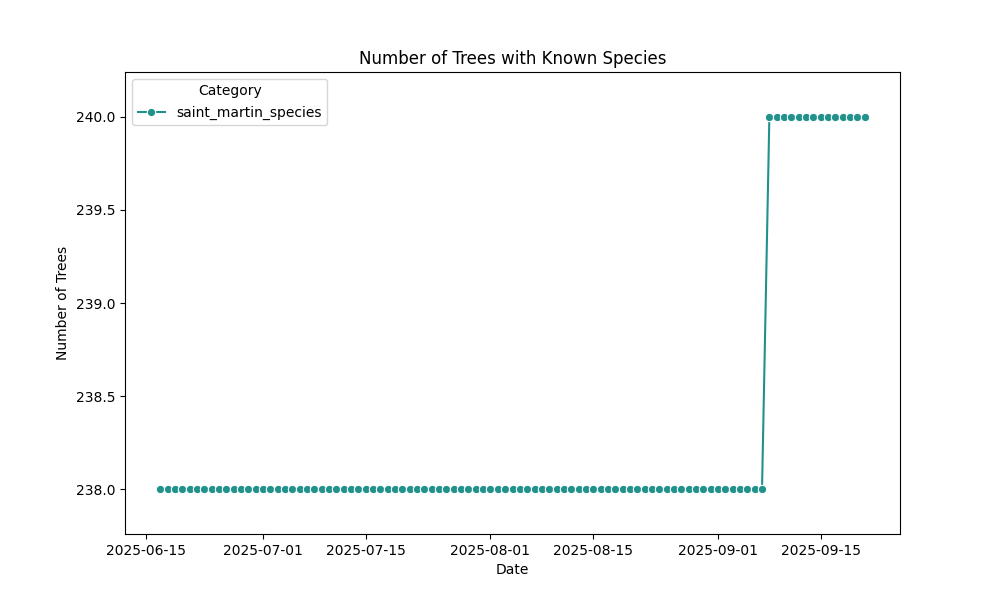 Number of Trees with Known Species
Category
saint_martin_species
Number of Trees
240.0
239.5
239.0
238.5
238.0
2025-06-15 2025-07-01 2025-07-15 2025-08-01 2025-08-15 2025-09-01 2025-09-15
Date